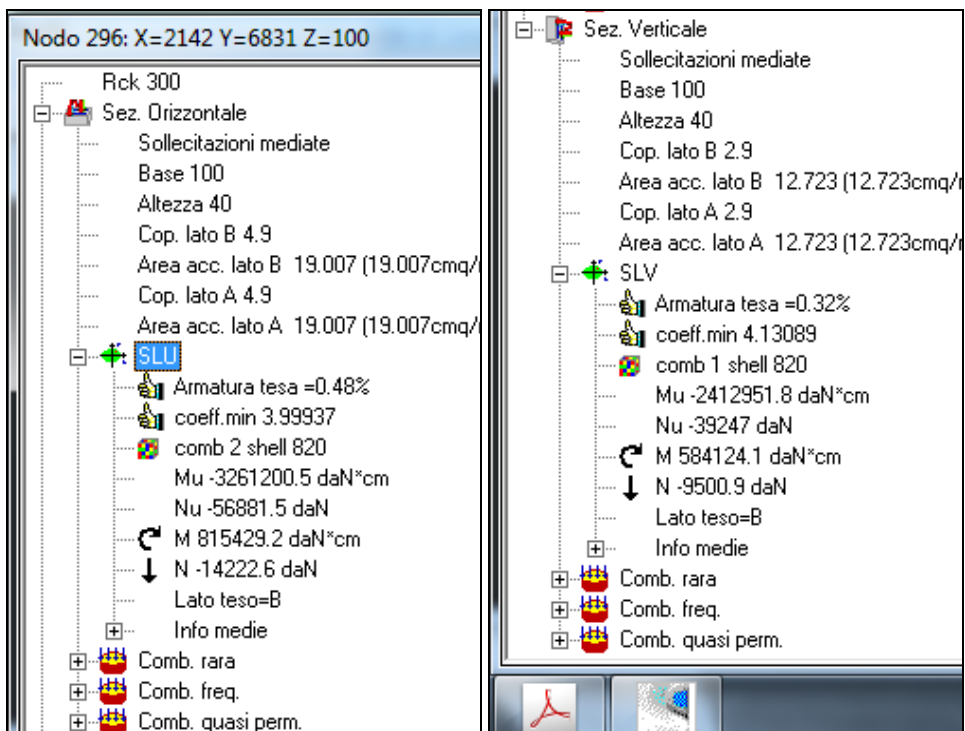 Nodo 296: X=2142 Y=6831 Z=100
Rck 300
Sez. Orizzontale
Sollecitazioni mediate
Base 100
Altezza 40
Cop. lato B 4.9
Area acc. lato B 19.007 (19.007cmq/
Cop. lato A 4.9
Area acc. lato A 19.007 (19.007cmq/
SLU
Armatura tesa =0.48%
coeff.min 3.99937
comb 2 shell 820
Mu -3261200.5 daN*cm
Nu -56881.5 daN
M 815429.2 daN*cm
N -14222.6 daN
Lato teso=B
Info medie
Comb. rara
Comb. freq.
Comb. quasi perm.
Sez. Verticale
Sollecitazioni mediate
Base 100
Altezza 40
Cop. lato B 2.9
Area acc. lato B 12.723 (12.723cmq/
Cop. lato A 2.9
Area acc. lato A 12.723 (12.723cmq/
SLV
Armatura tesa =0.32%
coeff.min 4.13089
comb 1 shell 820
Mu -2412951.8 daN*cm
Nu -39247 daN
M 584124.1 daN*cm
N -9500.9 daN
Lato teso=B
Info medie
Comb. rara
Comb. freq.
Comb. quasi perm.